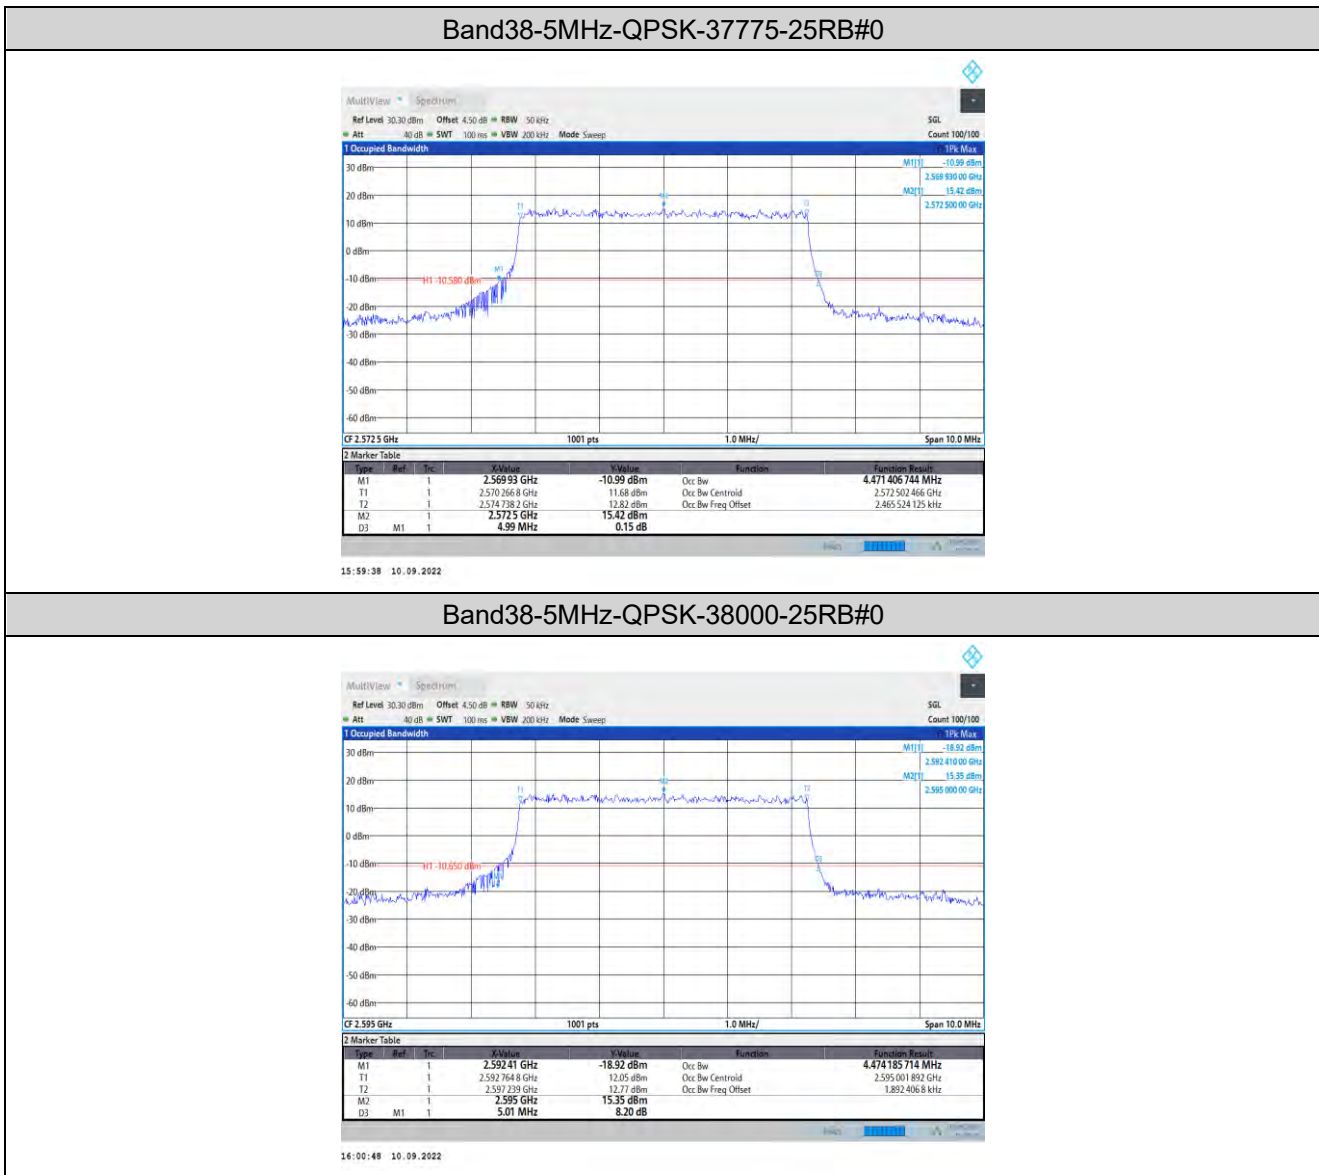 Band38-5MHz-QPSK-37775-25RB#0
MultiView Spectrum
Ref Level 30.30 dBm Offset 4.50 dB RBW 50 kHz SGL
Att 40 dB SWT 100 ms VBW 200 kHz Mode Sweep Count 100/100
1 Occupied Bandwidth 1Pk Max
M1[1] -10.99 dBm
2.569 930 00 GHz
M2[1] 15.42 dBm
2.572 500 00 GHz
30 dBm
20 dBm
T1 M2 T2
10 dBm
0 dBm
M1
-10 dBm H1 -10.580 dBm
-20 dBm
-30 dBm
-40 dBm
-50 dBm
-60 dBm
CF 2.572 5 GHz 1001 pts 1.0 MHz/ Span 10.0 MHz
2 Marker Table
Type Ref Trc X-Value Y-Value Function Function Result
M1 1 2.569 93 GHz -10.99 dBm Occ Bw 4.471 406 744 MHz
T1 1 2.570 266 8 GHz 11.68 dBm Occ Bw Centroid 2.572 502 466 GHz
T2 1 2.574 738 2 GHz 12.82 dBm Occ Bw Freq Offset 2.465 524 125 kHz
M2 1 2.572 5 GHz 15.42 dBm
D3 M1 1 4.99 MHz 0.15 dB
15:59:38 10.09.2022
Band38-5MHz-QPSK-38000-25RB#0
MultiView Spectrum
Ref Level 30.30 dBm Offset 4.50 dB RBW 50 kHz SGL
Att 40 dB SWT 100 ms VBW 200 kHz Mode Sweep Count 100/100
1 Occupied Bandwidth 1Pk Max
M1[1] -18.92 dBm
2.592 410 00 GHz
M2[1] 15.35 dBm
2.595 000 00 GHz
30 dBm
20 dBm
T1 M2 T2
10 dBm
0 dBm
-10 dBm H1 -10.650 dBm
-20 dBm
-30 dBm
-40 dBm
-50 dBm
-60 dBm
CF 2.595 GHz 1001 pts 1.0 MHz/ Span 10.0 MHz
2 Marker Table
Type Ref Trc X-Value Y-Value Function Function Result
M1 1 2.592 41 GHz -18.92 dBm Occ Bw 4.474 185 714 MHz
T1 1 2.592 764 8 GHz 12.05 dBm Occ Bw Centroid 2.595 001 892 GHz
T2 1 2.597 239 GHz 12.77 dBm Occ Bw Freq Offset 1.892 406 8 kHz
M2 1 2.595 GHz 15.35 dBm
D3 M1 1 5.01 MHz 8.20 dB
16:00:48 10.09.2022